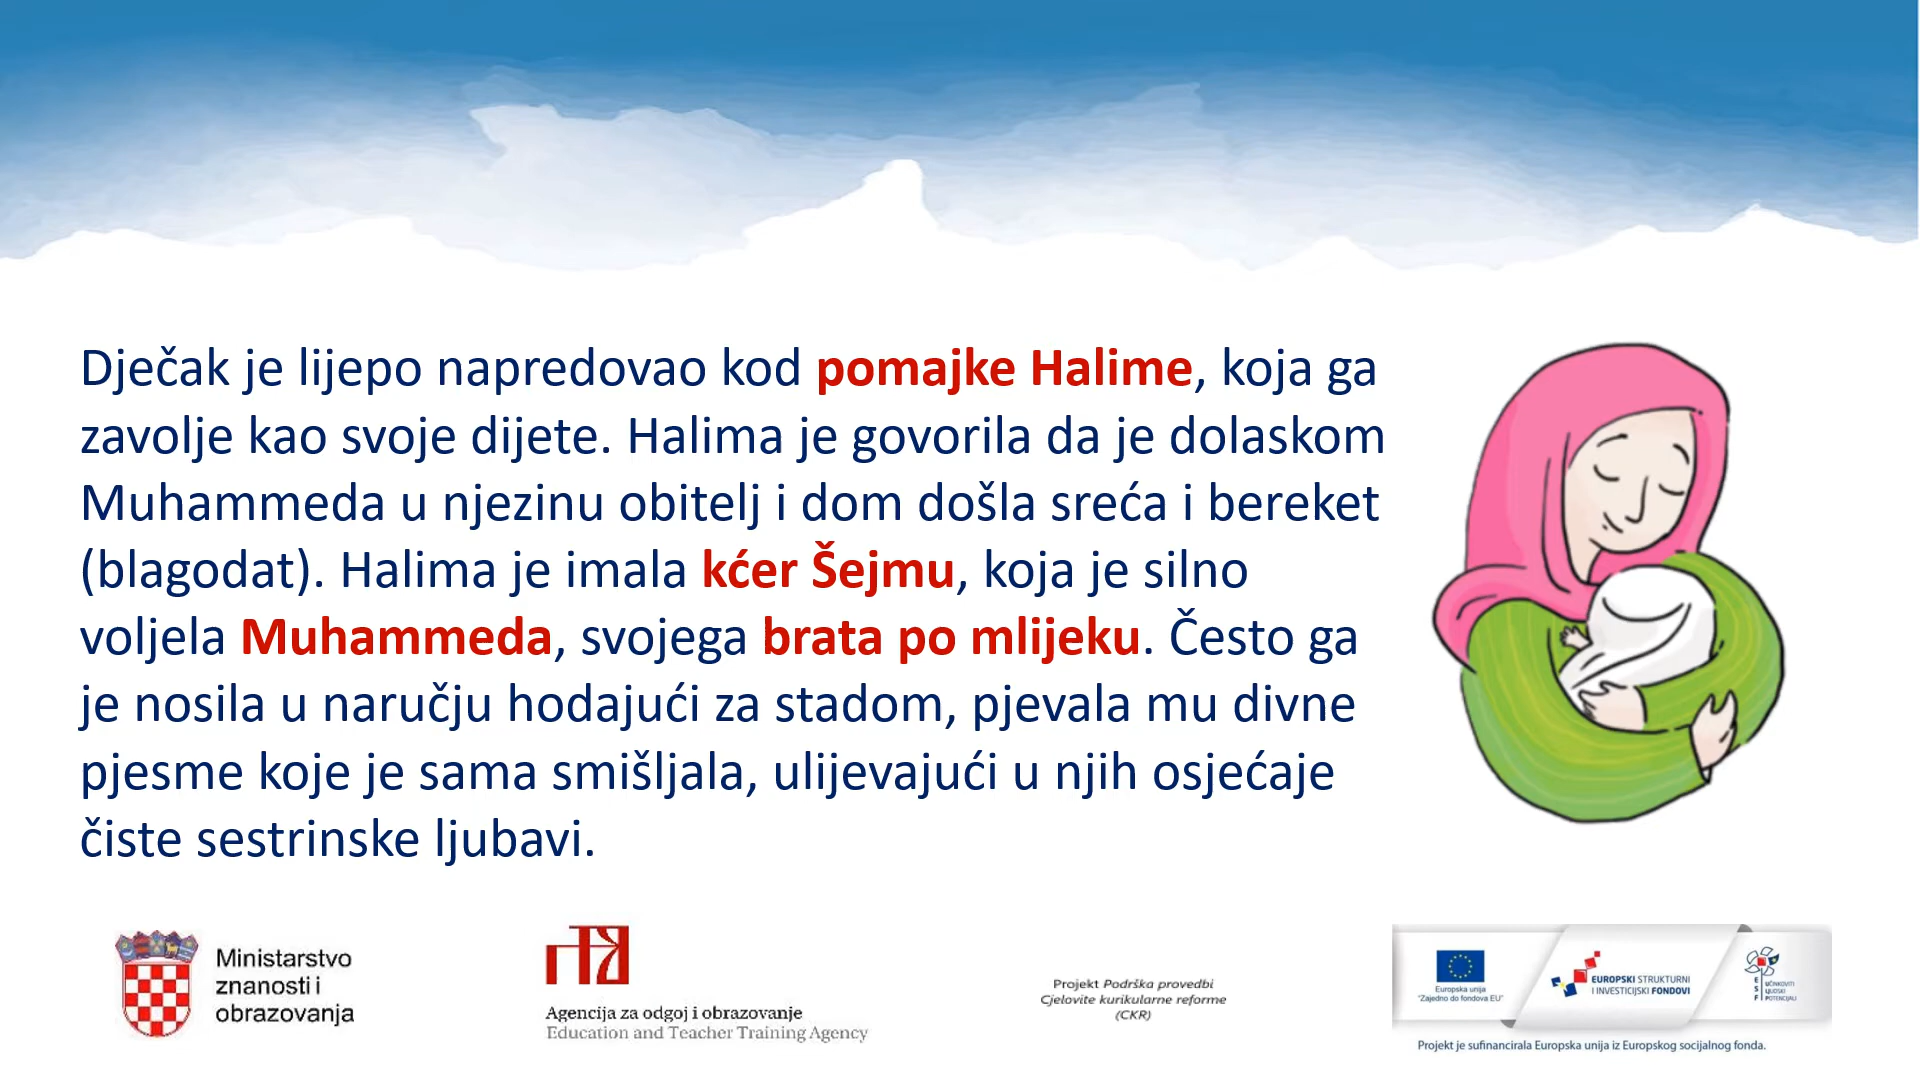 Dječak je lijepo napredovao kod pomajke Halime, koja ga
zavolje kao svoje dijete. Halima je govorila da je dolaskom
Muhammeda u njezinu obitelj i dom došla sreća i bereket
(blagodat). Halima je imala kćer Šejmu, koja je silno
voljela Muhammeda, svojega brata po mlijeku. Često ga
je nosila u naručju hodajući za stadom, pjevala mu divne
pjesme koje je sama smišljala, ulijevajući u njih osjećaje
čiste sestrinske ljubavi.
Ministarstvo
znanosti i
obrazovanja
Agencija za odgoj i obrazovanje
Education and Teacher Training Agency
Projekt Podrška provedbi
Cjelovite kurikularne reforme
(CKR)
Europska unija
"Zajedno do fondova EU"
EUROPSKI STRUKTURNI
I INVESTICIJSKI FONDOVI
ESF
UČINKOVITI
LJUDSKI
POTENCIJALI
Projekt je sufinancirala Europska unija iz Europskog socijalnog fonda.